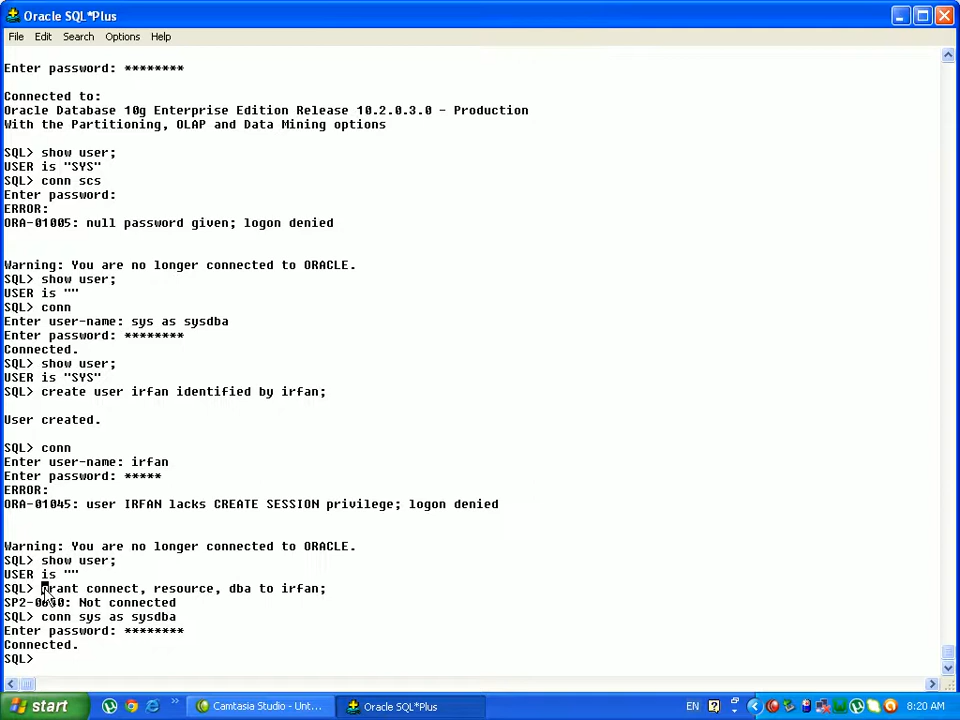 Oracle SQL*Plus
File Edit Search Options Help
Enter password: ********
Connected to:
Oracle Database 10g Enterprise Edition Release 10.2.0.3.0 - Production
With the Partitioning, OLAP and Data Mining options
SQL> show user;
USER is "SYS"
SQL> conn scs
Enter password:
ERROR:
ORA-01005: null password given; logon denied
Warning: You are no longer connected to ORACLE.
SQL> show user;
USER is ""
SQL> conn
Enter user-name: sys as sysdba
Enter password: ********
Connected.
SQL> show user;
USER is "SYS"
SQL> create user irfan identified by irfan;
User created.
SQL> conn
Enter user-name: irfan
Enter password: *****
ERROR:
ORA-01045: user IRFAN lacks CREATE SESSION privilege; logon denied
Warning: You are no longer connected to ORACLE.
SQL> show user;
USER is ""
SQL> grant connect, resource, dba to irfan;
SP2-0640: Not connected
SQL> conn sys as sysdba
Enter password: ********
Connected.
SQL>
start
Camtasia Studio - Unt...
Oracle SQL*Plus
EN
8:20 AM